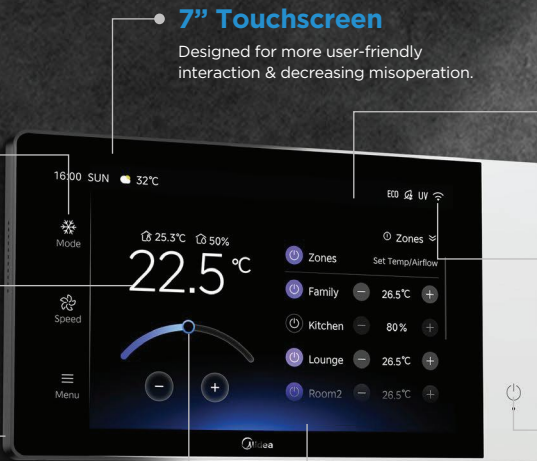 7” Touchscreen
Designed for more user-friendly
interaction & decreasing misoperation.
16:00 SUN 32°C
ECO UV
Mode
25.3°C 50%
22.5 °C
Speed
Menu
Zones
Zones Set Temp/Airflow
Family − 26.5°C +
Kitchen − 80% +
Lounge − 26.5°C +
Room2 − 26.5°C +
− +
Midea